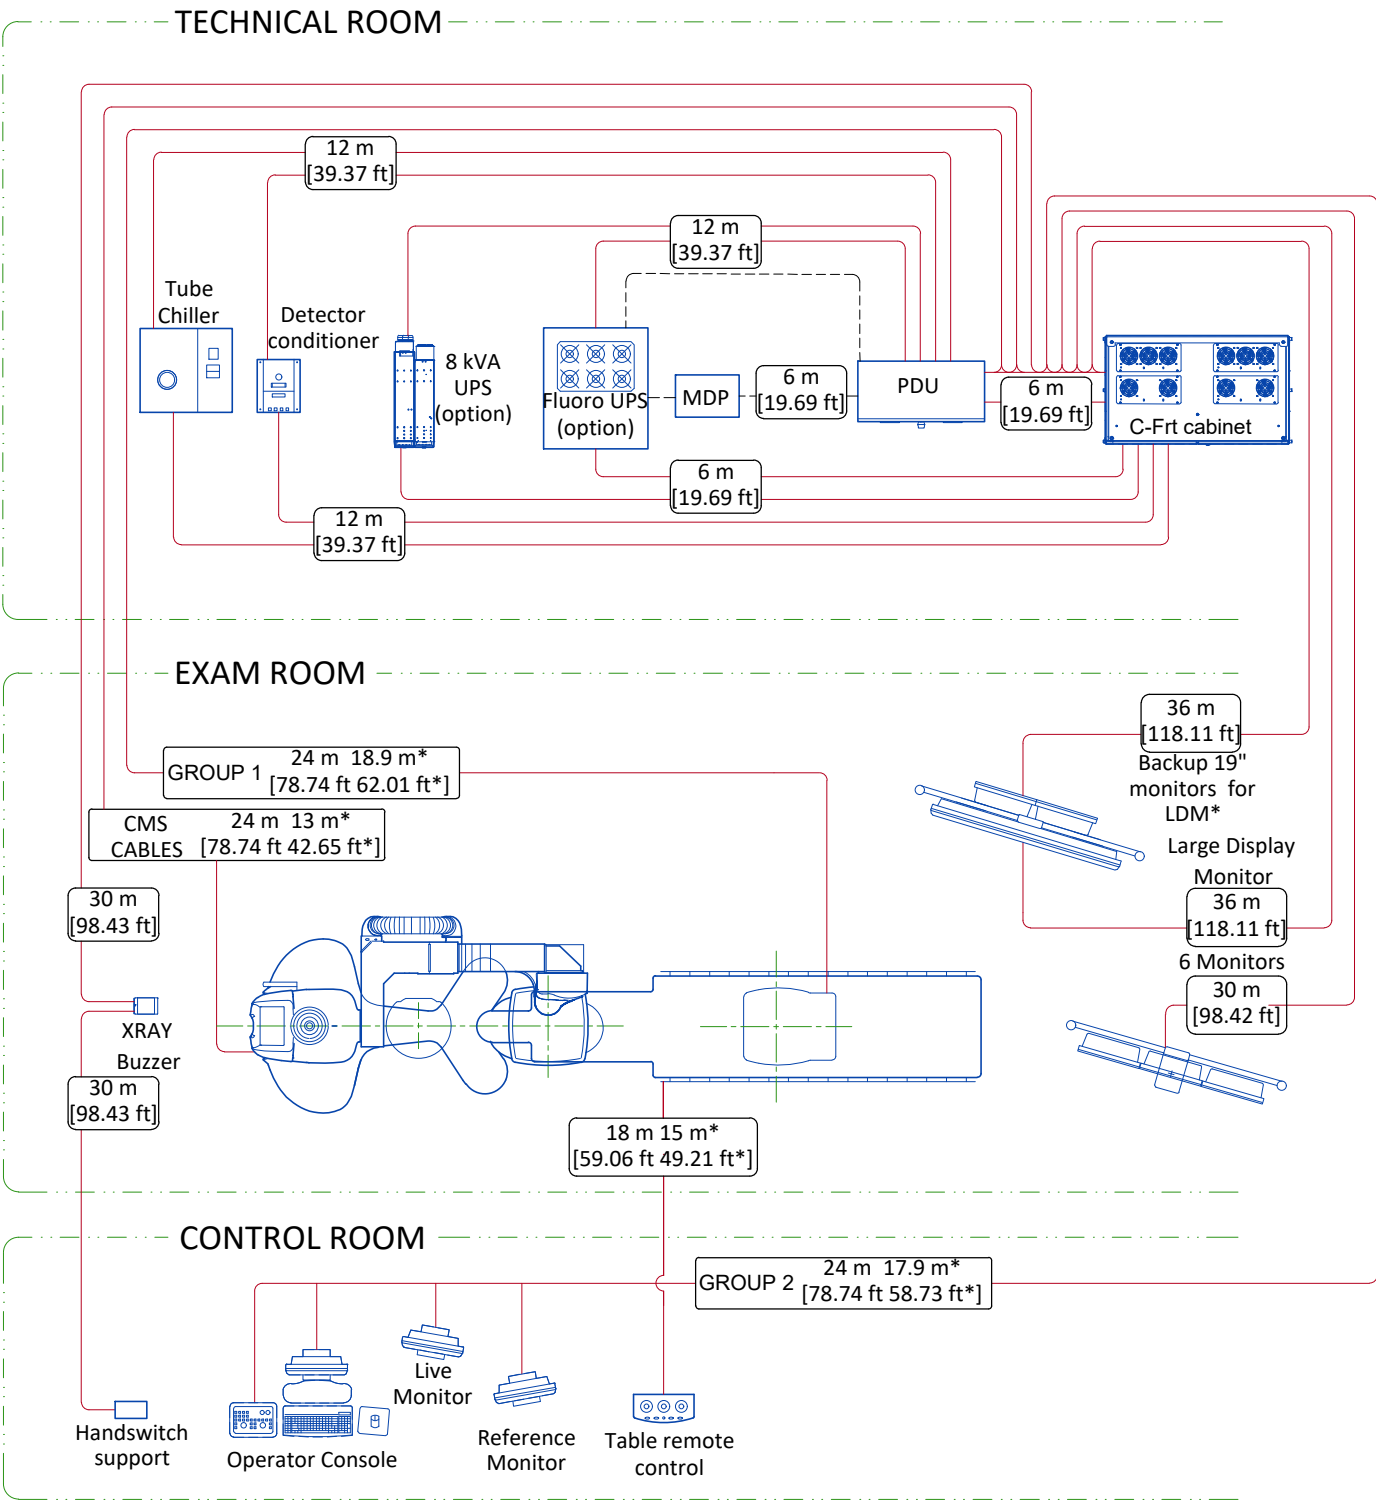 TECHNICAL ROOM
12 m
[39.37 ft]
12 m
[39.37 ft]
Tube
Chiller
Detector
conditioner
8 kVA
UPS
(option)
Fluoro UPS
(option)
MDP
6 m
[19.69 ft]
PDU
6 m
[19.69 ft]
C-Frt cabinet
6 m
[19.69 ft]
12 m
[39.37 ft]
EXAM ROOM
36 m
[118.11 ft]
GROUP 1
24 m 18.9 m*
[78.74 ft 62.01 ft*]
Backup 19"
monitors for
LDM*
CMS
CABLES
24 m 13 m*
[78.74 ft 42.65 ft*]
Large Display
Monitor
36 m
[118.11 ft]
30 m
[98.43 ft]
6 Monitors
30 m
[98.42 ft]
XRAY
Buzzer
30 m
[98.43 ft]
18 m 15 m*
[59.06 ft 49.21 ft*]
CONTROL ROOM
GROUP 2
24 m 17.9 m*
[78.74 ft 58.73 ft*]
Live
Monitor
Handswitch
support
Operator Console
Reference
Monitor
Table remote
control